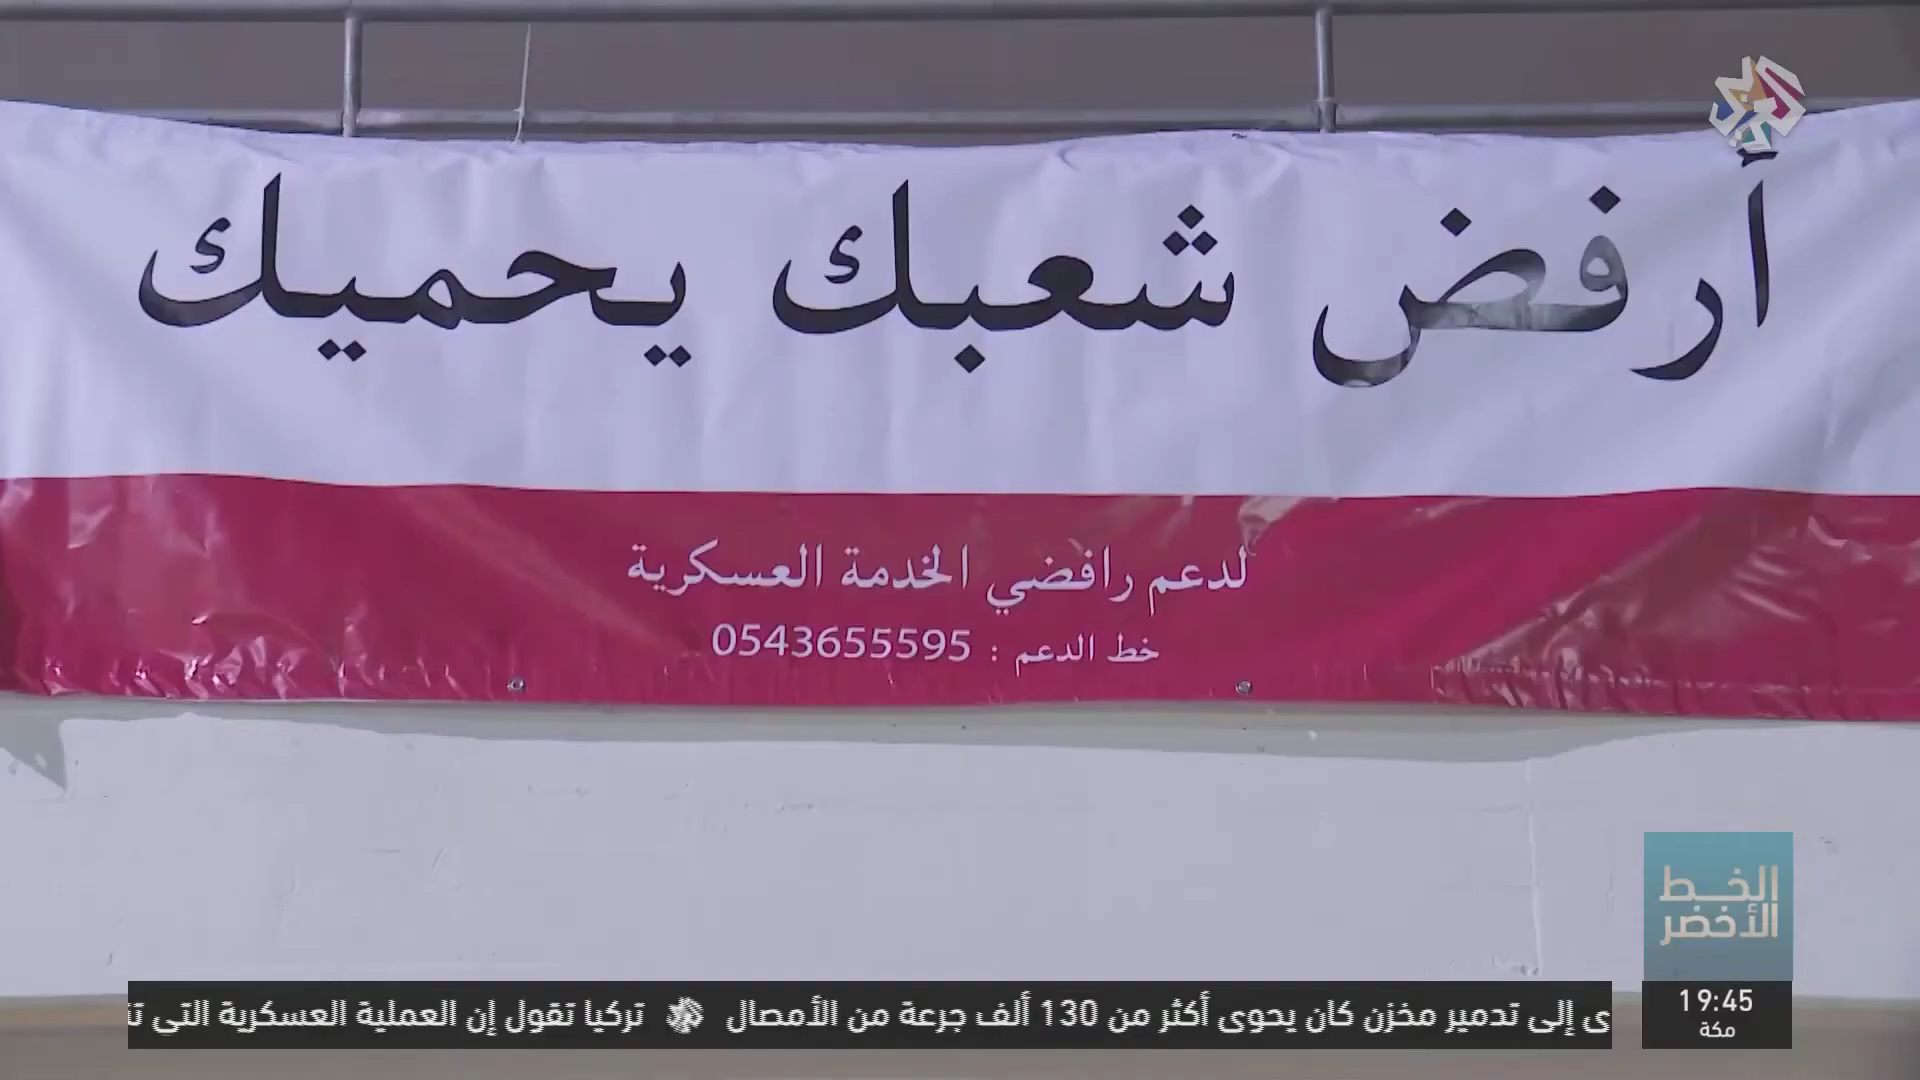 أرفض شعبك يحميك
لدعم رافضي الخدمة العسكرية
خط الدعم : 0543655595
الخط
الأخضر
19:45
مكة
ى إلى تدمير مخزن كان يحوى أكثر من 130 ألف جرعة من الأمصال تركيا تقول إن العملية العسكرية التى